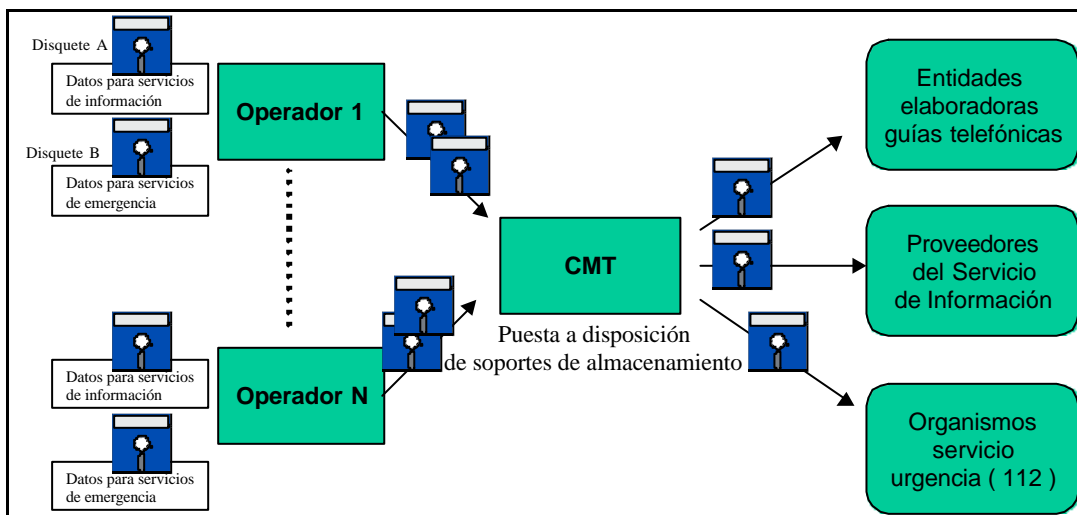 Disquete A
Datos para servicios
de información
Disquete B
Datos para servicios
de emergencia
Operador 1
Datos para servicios
de información
Datos para servicios
de emergencia
Operador N
CMT
Puesta a disposición
de soportes de almacenamiento
Entidades
elaboradoras
guías telefónicas
Proveedores
del Servicio
de Información
Organismos
servicio
urgencia ( 112 )